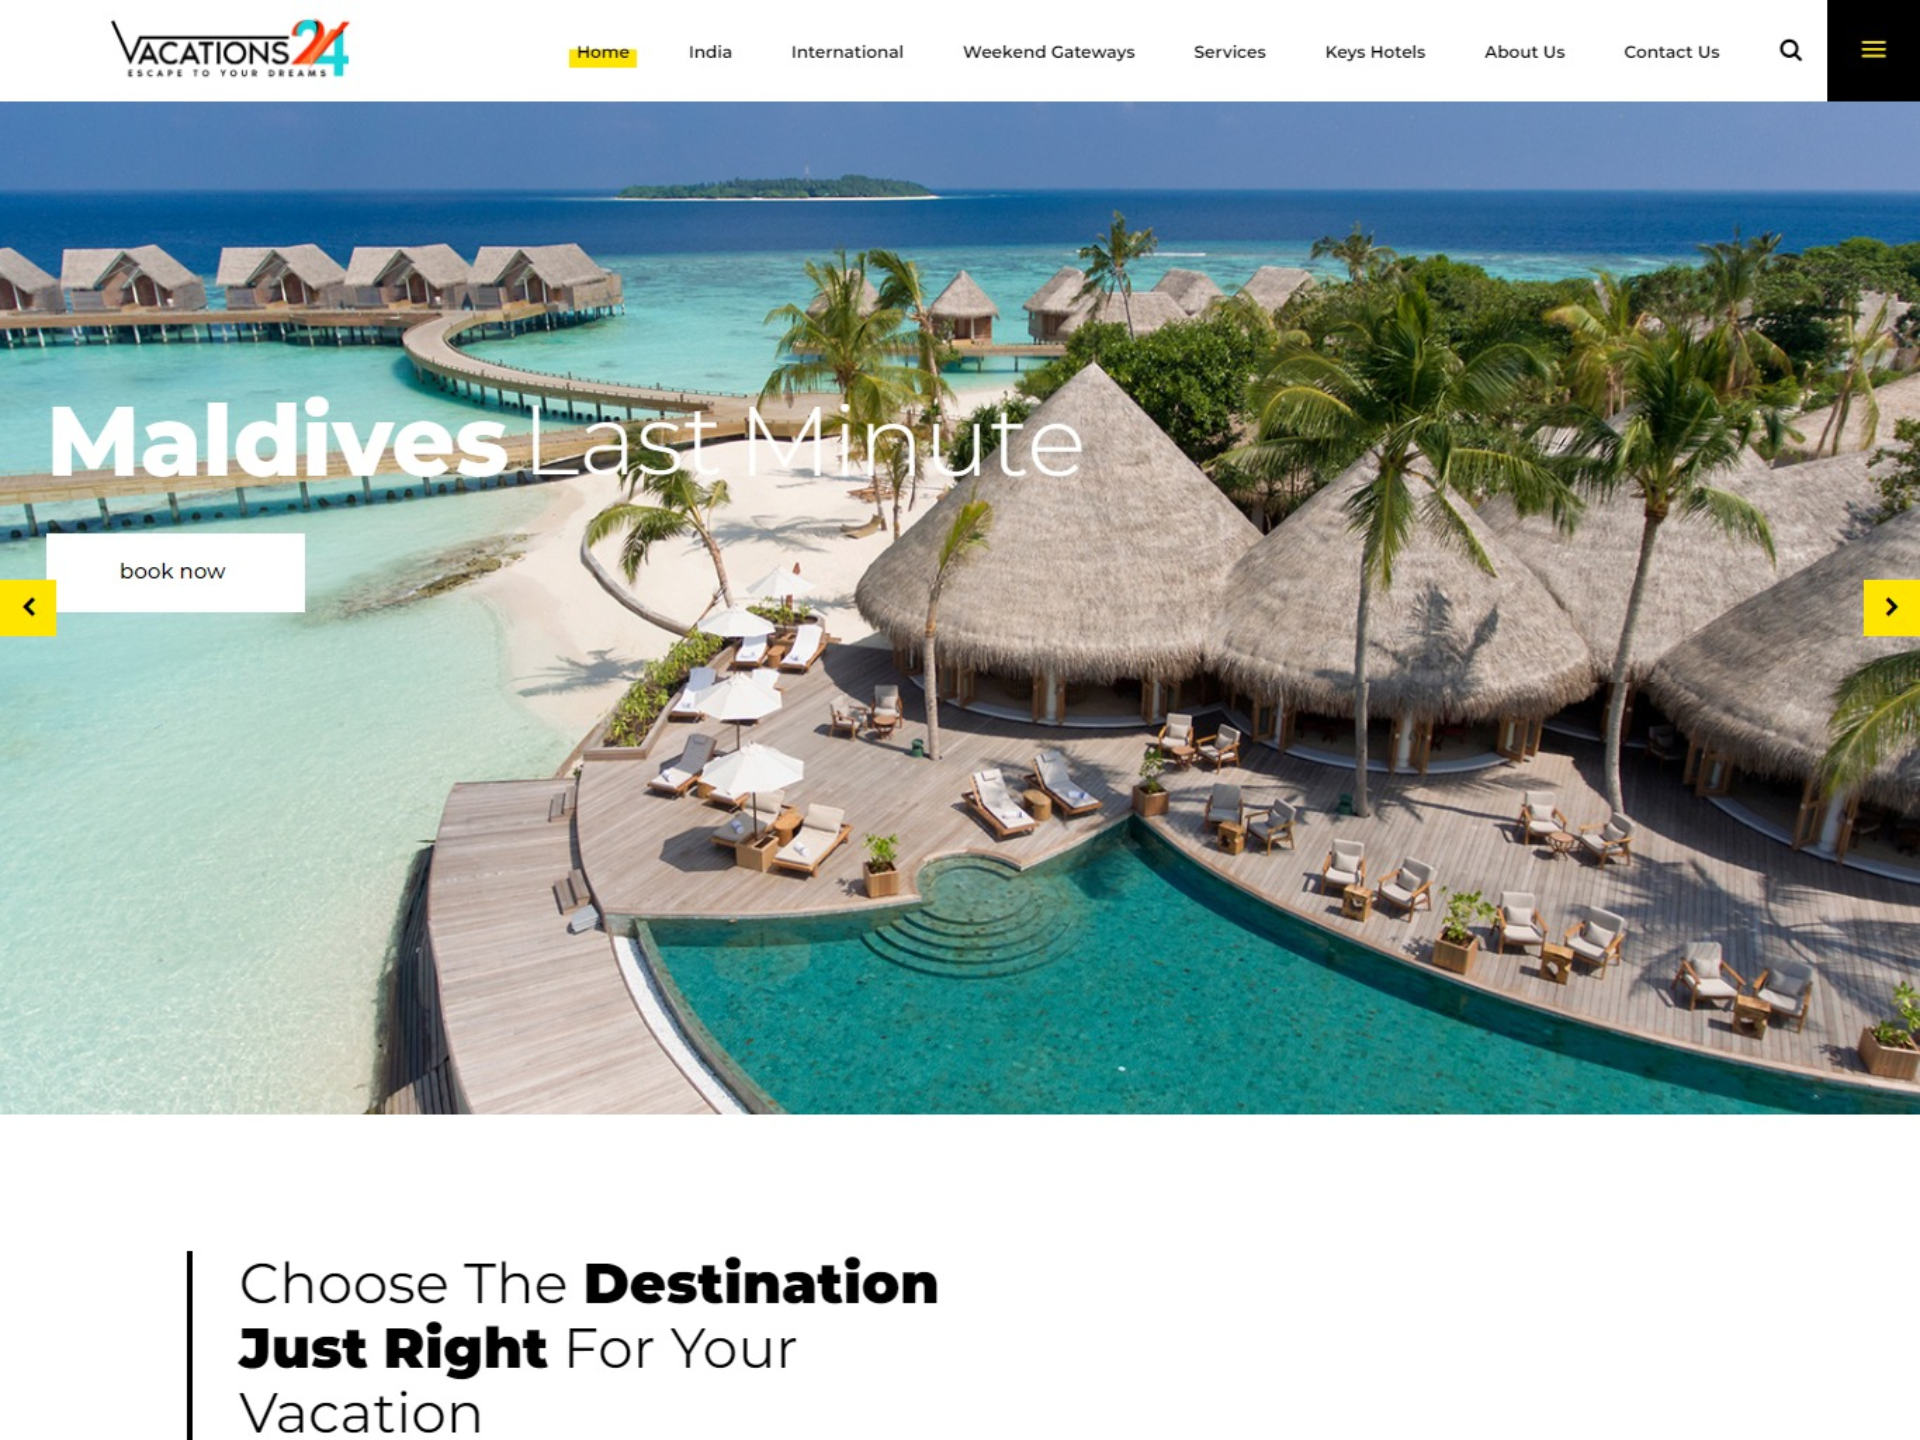 VACATIONS 24
ESCAPE TO YOUR DREAMS
Home India International Weekend Gateways Services Keys Hotels About Us Contact Us
Maldives Last Minute
book now
Choose The Destination
Just Right For Your
Vacation